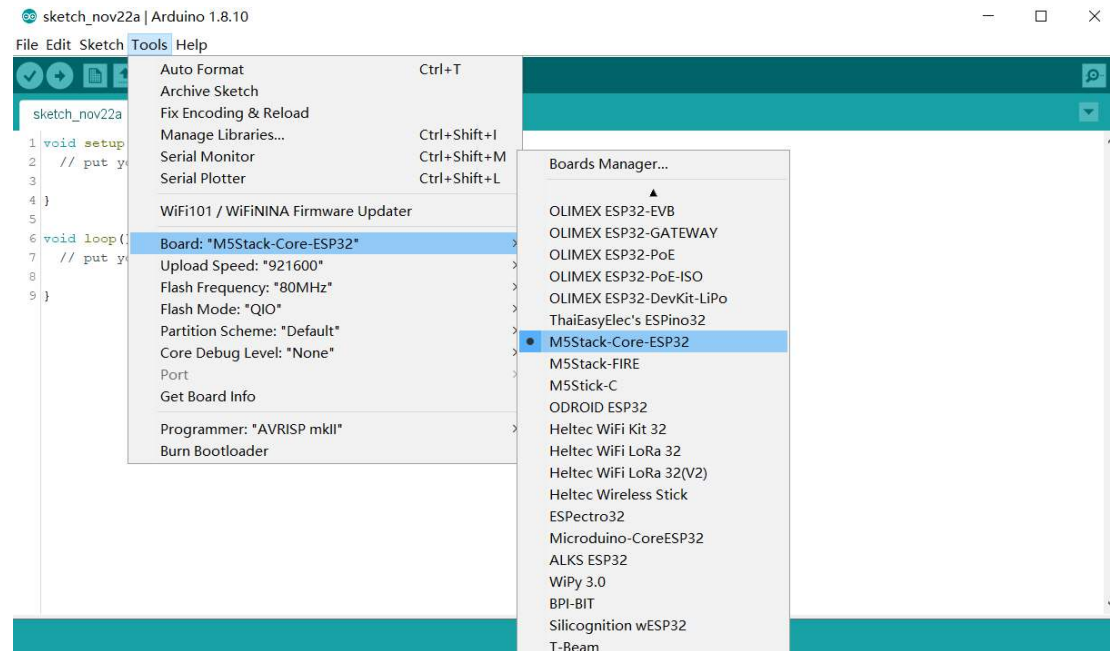 sketch_nov22a | Arduino 1.8.10
File Edit Sketch Tools Help
sketch_nov22a
1 void setup
2 // put yo
3
4 }
5
6 void loop()
7 // put yo
8
9 }
Auto Format Ctrl+T
Archive Sketch
Fix Encoding & Reload
Manage Libraries... Ctrl+Shift+I
Serial Monitor Ctrl+Shift+M
Serial Plotter Ctrl+Shift+L
WiFi101 / WiFiNINA Firmware Updater
Board: "M5Stack-Core-ESP32"
Upload Speed: "921600"
Flash Frequency: "80MHz"
Flash Mode: "QIO"
Partition Scheme: "Default"
Core Debug Level: "None"
Port
Get Board Info
Programmer: "AVRISP mkII"
Burn Bootloader
Boards Manager...
OLIMEX ESP32-EVB
OLIMEX ESP32-GATEWAY
OLIMEX ESP32-PoE
OLIMEX ESP32-PoE-ISO
OLIMEX ESP32-DevKit-LiPo
ThaiEasyElec's ESPino32
M5Stack-Core-ESP32
M5Stack-FIRE
M5Stick-C
ODROID ESP32
Heltec WiFi Kit 32
Heltec WiFi LoRa 32
Heltec WiFi LoRa 32(V2)
Heltec Wireless Stick
ESPectro32
Microduino-CoreESP32
ALKS ESP32
WiPy 3.0
BPI-BIT
Silicognition wESP32
T-Beam